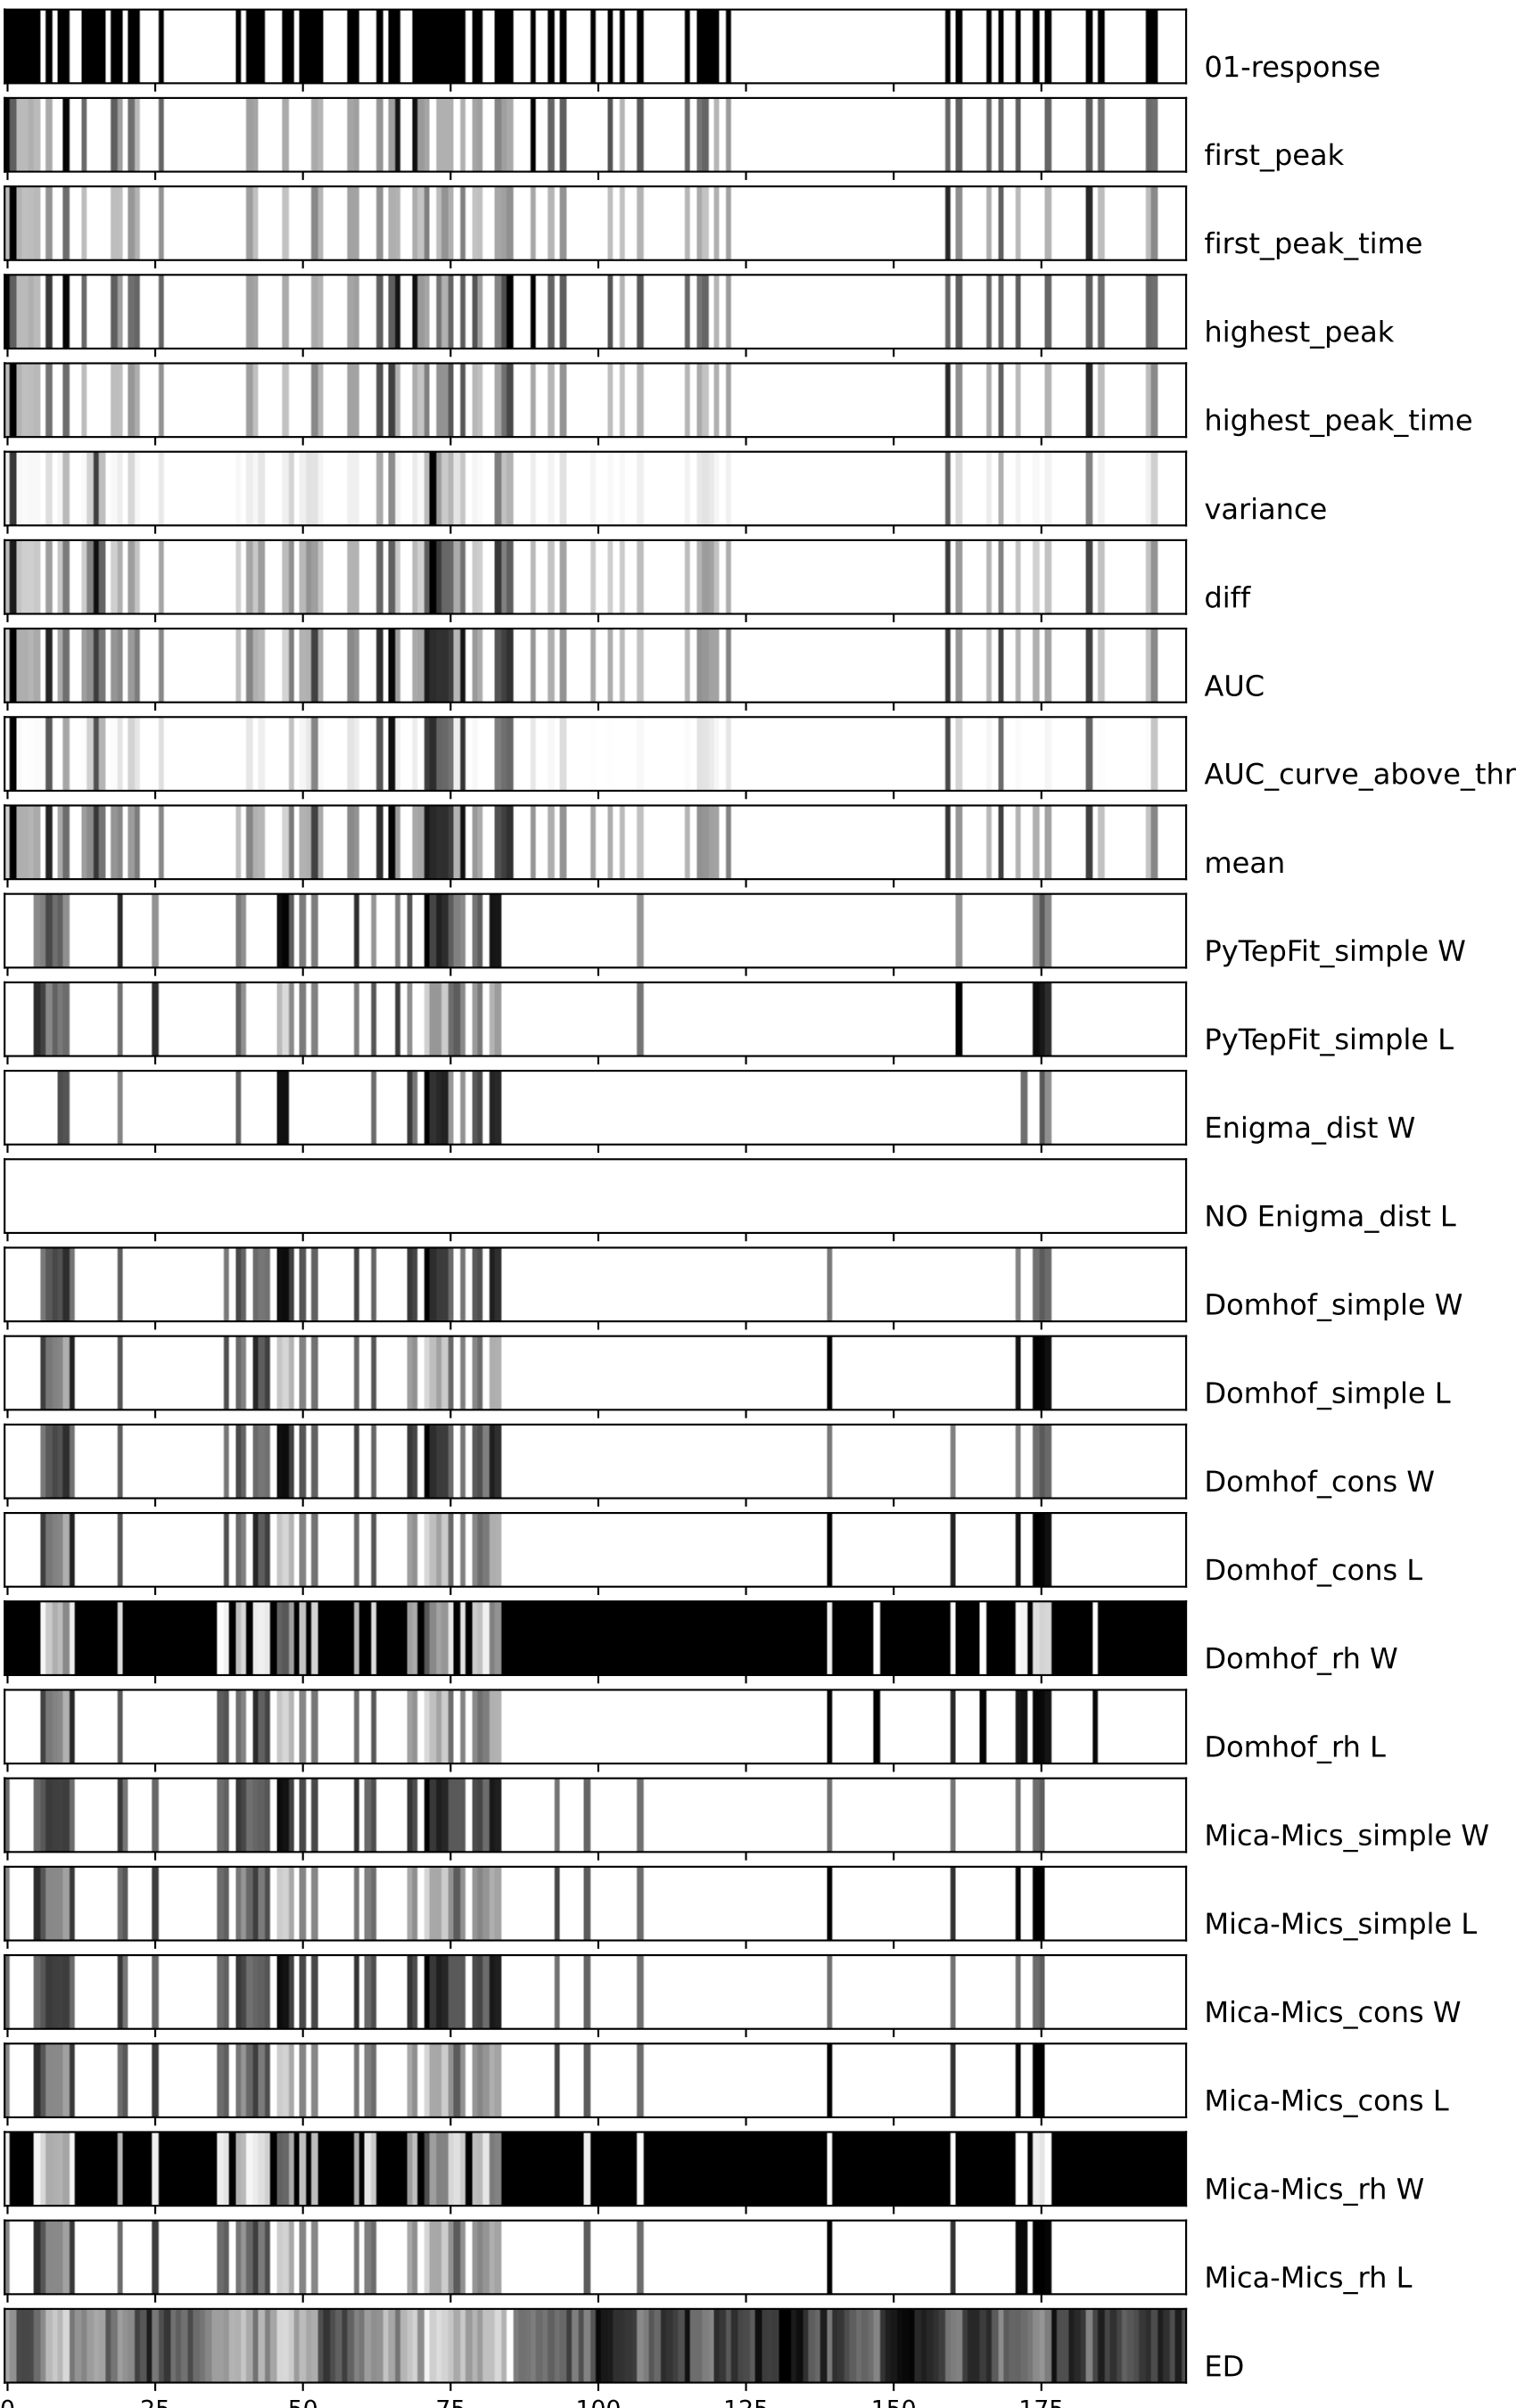 01-response
first_peak
first_peak_time
highest_peak
highest_peak_time
variance
diff
AUC
AUC_curve_above_thr
mean
PyTepFit_simple W
PyTepFit_simple L
Enigma_dist W
NO Enigma_dist L
Domhof_simple W
Domhof_simple L
Domhof_cons W
Domhof_cons L
Domhof_rh W
Domhof_rh L
Mica-Mics_simple W
Mica-Mics_simple L
Mica-Mics_cons W
Mica-Mics_cons L
Mica-Mics_rh W
Mica-Mics_rh L
ED
0 25 50 75 100 125 150 175